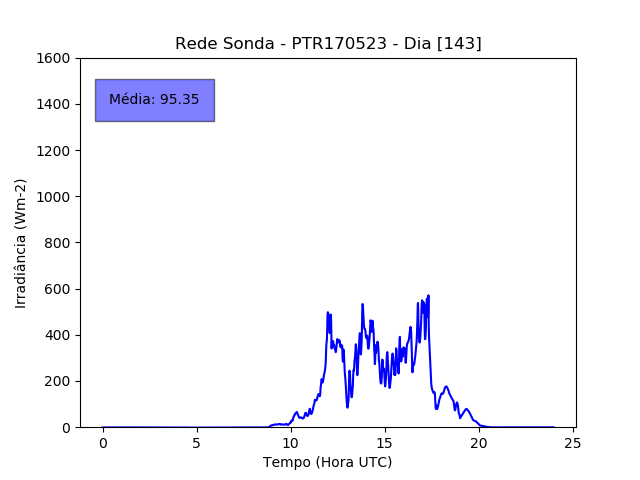 Rede Sonda - PTR170523 - Dia [143]
1600
1400
1200
1000
800
600
400
200
0
Média: 95.35
Irradiância (Wm-2)
0 5 10 15 20 25
Tempo (Hora UTC)